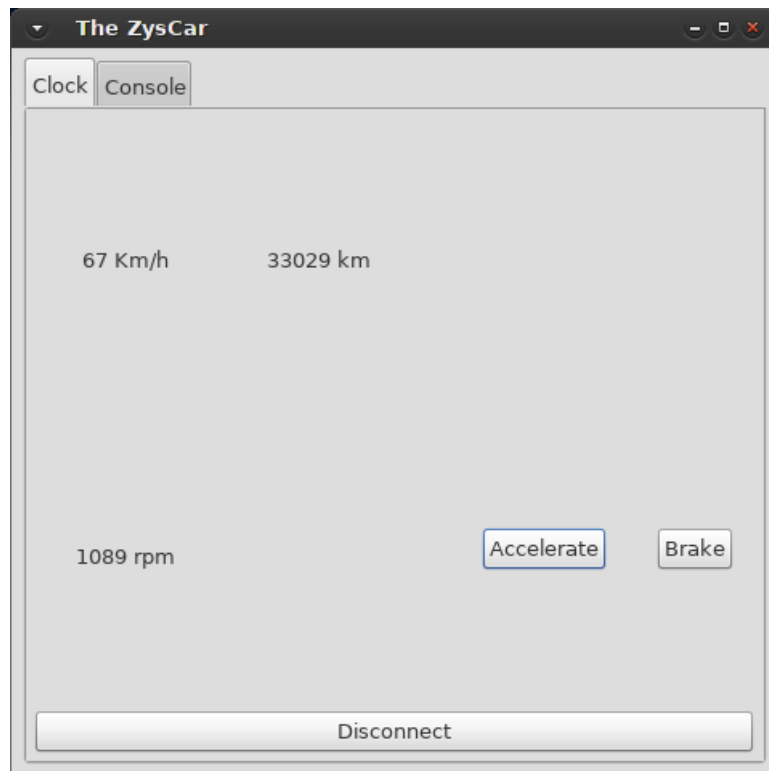 The ZysCar
Clock Console
67 Km/h 33029 km
1089 rpm Accelerate Brake
Disconnect